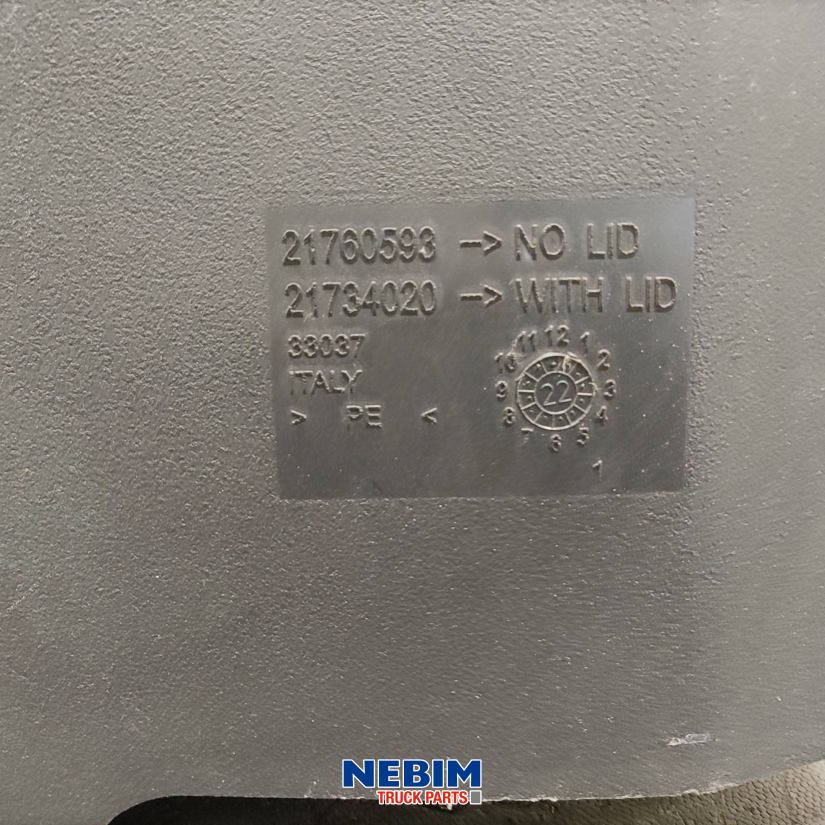 21760593 -> NO LID
21734020 -> WITH LID
33037
ITALY
> PE <
10 11 12 1 2 3 4 5 6 7 8 9
22
1
NEBIM
TRUCK PARTS